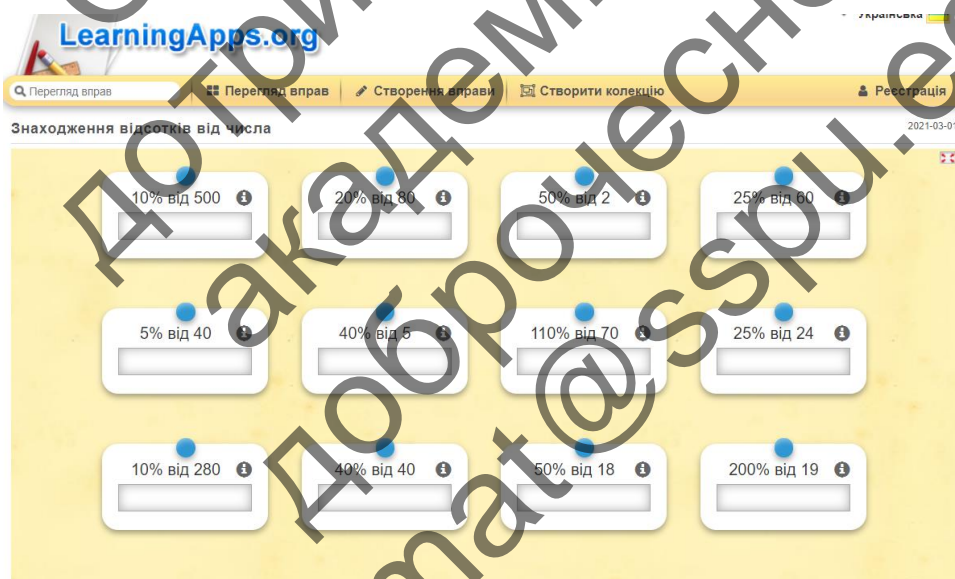 Українська
LearningApps.org
Перегляд вправ
Перегляд вправ
Створення вправи
Створити колекцію
Реєстрація
Знаходження відсотків від числа
2021-03-01
10% від 500
20% від 80
50% від 2
25% від 60
5% від 40
40% від 5
110% від 70
25% від 24
10% від 280
40% від 40
50% від 18
200% від 19